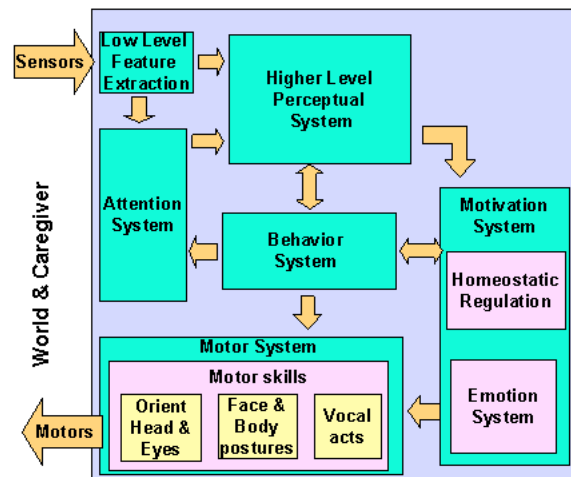 Sensors
Low Level
Feature
Extraction
Higher Level
Perceptual
System
Attention
System
Behavior
System
Motivation
System
Homeostatic
Regulation
Emotion
System
World & Caregiver
Motor System
Motor skills
Orient
Head &
Eyes
Face &
Body
postures
Vocal
acts
Motors